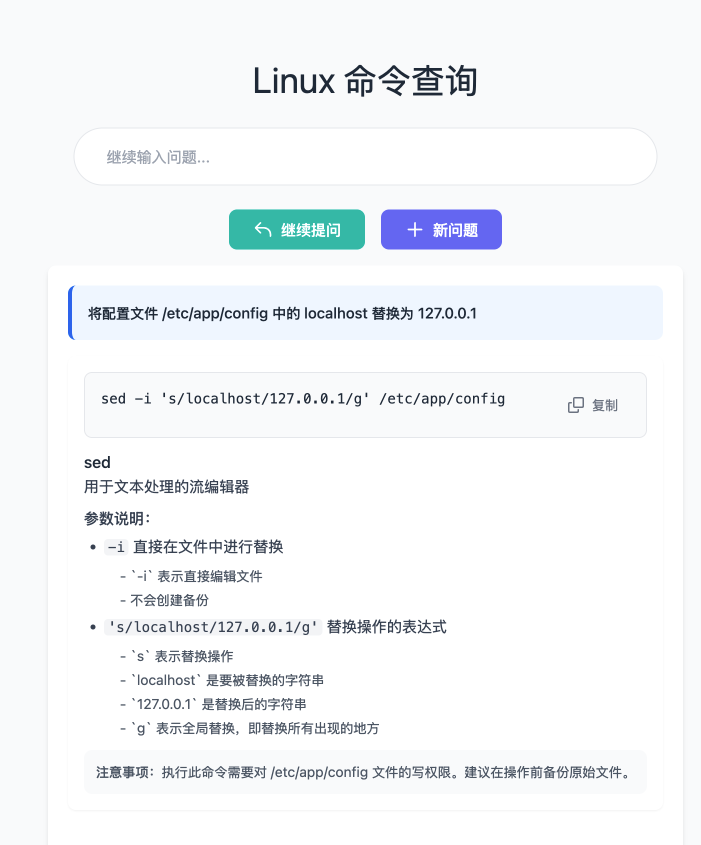 Linux 命令查询
继续输入问题...
继续提问
新问题
将配置文件 /etc/app/config 中的 localhost 替换为 127.0.0.1
sed -i 's/localhost/127.0.0.1/g' /etc/app/config
复制
sed
用于文本处理的流编辑器
参数说明：
• -i 直接在文件中进行替换
- `-i` 表示直接编辑文件
- 不会创建备份
• 's/localhost/127.0.0.1/g' 替换操作的表达式
- `s` 表示替换操作
- `localhost` 是要被替换的字符串
- `127.0.0.1` 是替换后的字符串
- `g` 表示全局替换，即替换所有出现的地方
注意事项：执行此命令需要对 /etc/app/config 文件的写权限。建议在操作前备份原始文件。